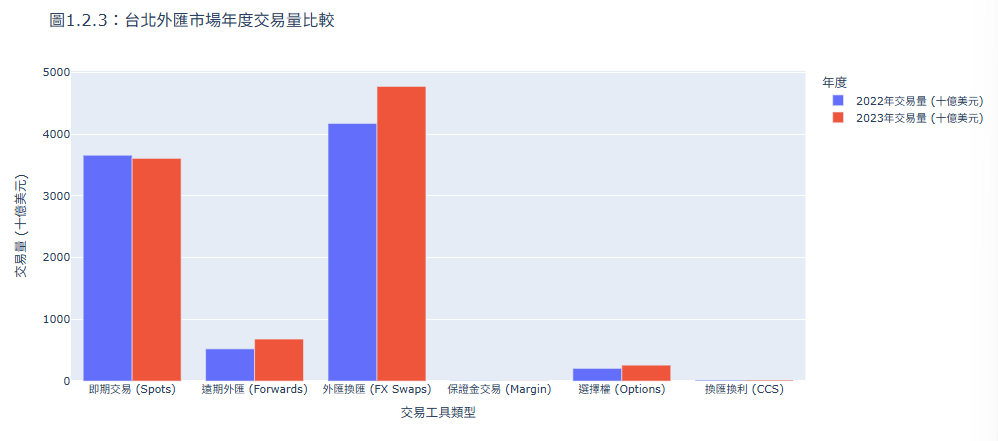 圖1.2.3：台北外匯市場年度交易量比較
年度
2022年交易量 (十億美元)
2023年交易量 (十億美元)
交易量 (十億美元)
5000
4000
3000
2000
1000
0
即期交易 (Spots)
遠期外匯 (Forwards)
外匯換匯 (FX Swaps)
保證金交易 (Margin)
選擇權 (Options)
換匯換利 (CCS)
交易工具類型